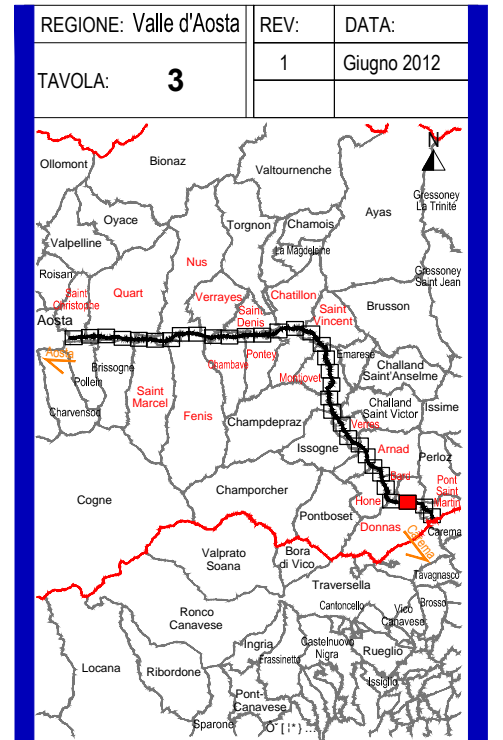 REGIONE: Valle d'Aosta REV: DATA:
TAVOLA: 3 1 Giugno 2012
N
Ollomont Bionaz Valtournenche
Gressoney
La Trinité
Ayas
Oyace Torgnon Chamois
Valpelline
La Magdeleine
Nus
Roisan
Gressoney
Saint Jean
Saint
Christophe
Quart
Verrayes
Chatillon
Saint
Denis
Saint
Vincent
Brusson
Aosta
Aosta
Brissogne
Chambave
Pontey
Emarese
Pollein
Saint
Marcel
Montjovet
Challand
Saint'Anselme
Charvensod
Fenis
Champdepraz
Challand
Saint Victor
Issime
Verres
Issogne
Arnad
Perloz
Cogne
Champorcher
Bard
Pont
Saint
Martin
Hone
Pontboset
Donnas
Carema
Carema
Valprato
Soana
Bora
di Vico
Tavagnasco
Traversella
Ronco
Canavese
Cantoncello
Vico
Canavese
Brosso
Ingria
Castelnuovo
Nigra
Rueglio
Frassinetto
Locana
Ribordone
Issiglio
Pont-
Canavese
Sparone